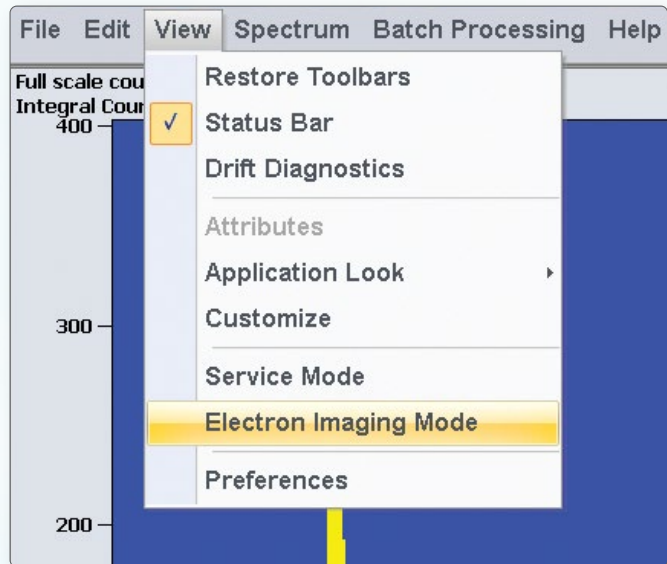 File Edit View Spectrum Batch Processing Help
Full scale cou
Integral Cour
400
Restore Toolbars
✓ Status Bar
Drift Diagnostics
Attributes
Application Look
300
Customize
Service Mode
Electron Imaging Mode
Preferences
200